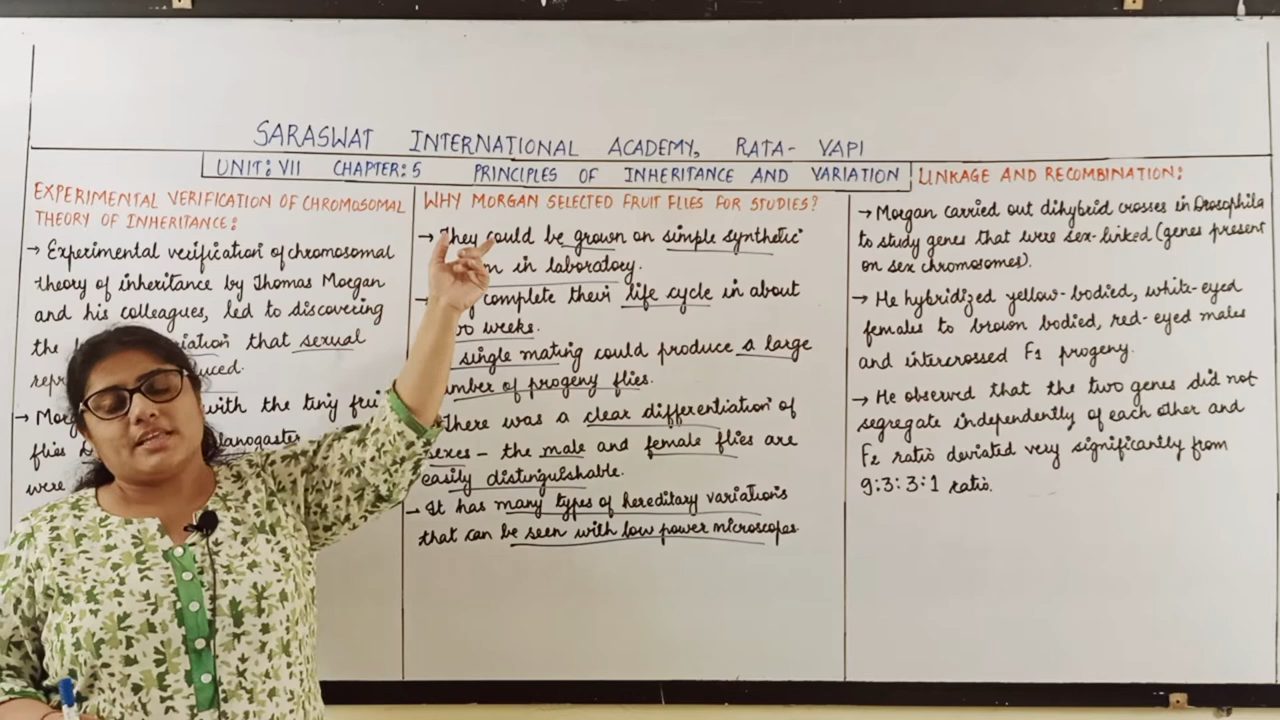 SARASWAT INTERNATIONAL ACADEMY, RATA- VAPI
UNIT: VII CHAPTER: 5 PRINCIPLES OF INHERITANCE AND VARIATION
EXPERIMENTAL VERIFICATION OF CHROMOSOMAL
THEORY OF INHERITANCE:
→ Experimental verification of chromosomal
theory of inheritance by Thomas Morgan
and his colleagues, led to discovering
the that sexual
→
flies
were
with the tiny
WHY MORGAN SELECTED FRUIT FLIES FOR STUDIES?
→ They could be grown on simple synthetic
in laboratory.
complete their life cycle in about
weeks.
single mating could produce a large
of progeny flies.
There was a clear differentiation of
sexes - the male and female flies are
easily distinguishable.
→ It has many types of hereditary variations
that can be seen with low power microscopes
LINKAGE AND RECOMBINATION:
→ Morgan carried out dihybrid crosses in Drosophila
to study genes that were sex-linked (genes present
on sex chromosomes).
→ He hybridized yellow-bodied, white-eyed
females to brown bodied, red-eyed males
and intercrossed F1 progeny.
→ He observed that the two genes did not
segregate independently of each other and
F2 ratio deviated very significantly from
9:3:3:1 ratio.